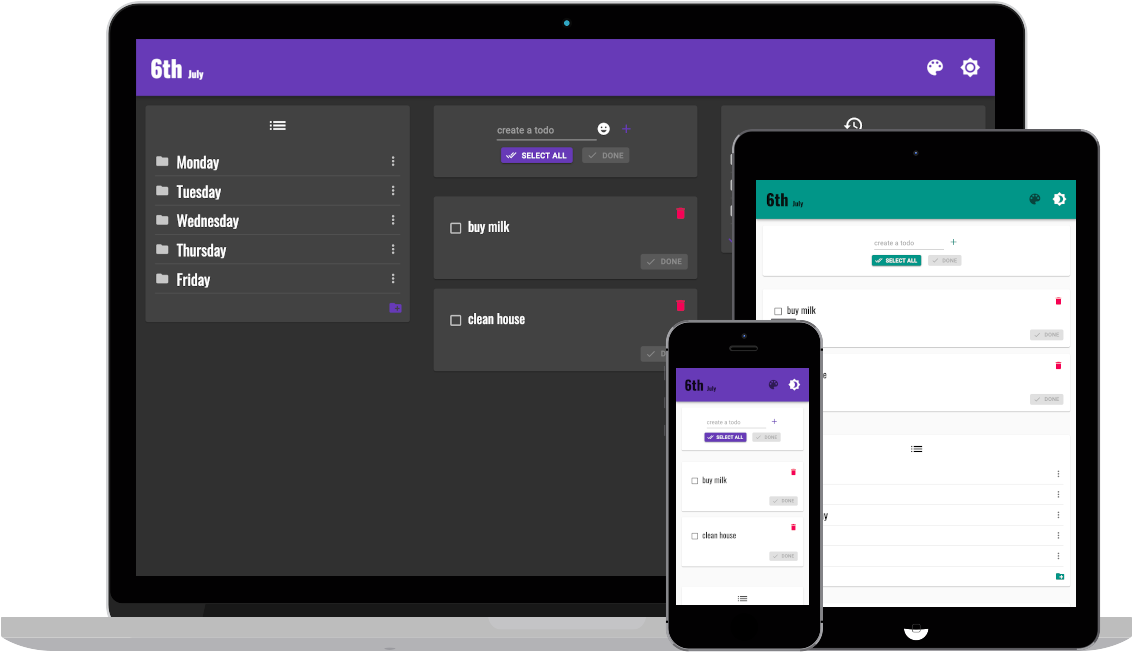 6th July
create a todo
SELECT ALL DONE
Monday
Tuesday
Wednesday
Thursday
Friday
buy milk
DONE
clean house
6th July
create a todo
SELECT ALL DONE
buy milk
DONE
DONE
6th July
create a todo
SELECT ALL DONE
buy milk
DONE
clean house
DONE